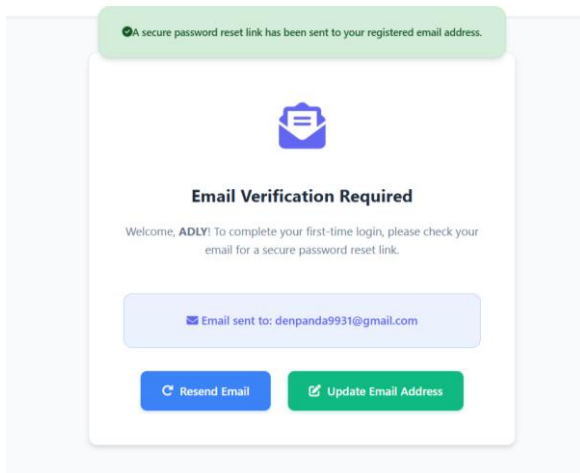 A secure password reset link has been sent to your registered email address.
Email Verification Required
Welcome, ADLY! To complete your first-time login, please check your
email for a secure password reset link.
Email sent to: denpanda9931@gmail.com
Resend Email
Update Email Address